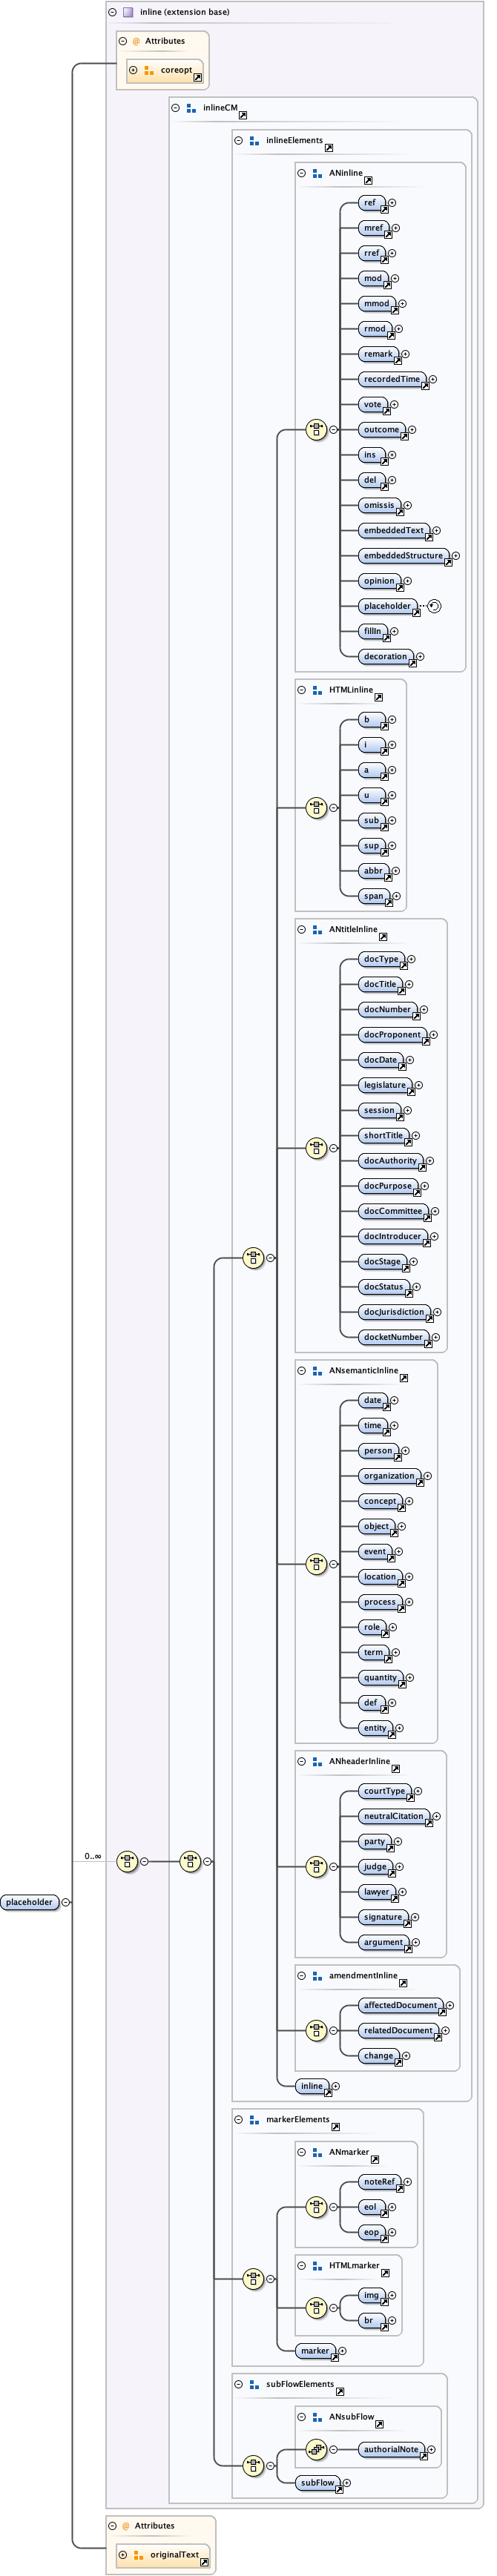 inline (extension base)
@ Attributes
coreopt
inlineCM
inlineElements
ANinline
ref
mref
rref
mod
mmod
rmod
remark
recordedTime
vote
outcome
ins
del
omissis
embeddedText
embeddedStructure
opinion
placeholder
fillIn
decoration
HTMLinline
b
i
a
u
sub
sup
abbr
span
ANtitleInline
docType
docTitle
docNumber
docProponent
docDate
legislature
session
shortTitle
docAuthority
docPurpose
docCommittee
docIntroducer
docStage
docStatus
docJurisdiction
docketNumber
ANsemanticInline
date
time
person
organization
concept
object
event
location
process
role
term
quantity
def
entity
ANheaderInline
courtType
neutralCitation
party
judge
lawyer
signature
argument
0..∞
placeholder
amendmentInline
affectedDocument
relatedDocument
change
inline
markerElements
ANmarker
noteRef
eol
eop
HTMLmarker
img
br
marker
subFlowElements
ANsubFlow
authorialNote
subFlow
@ Attributes
originalText